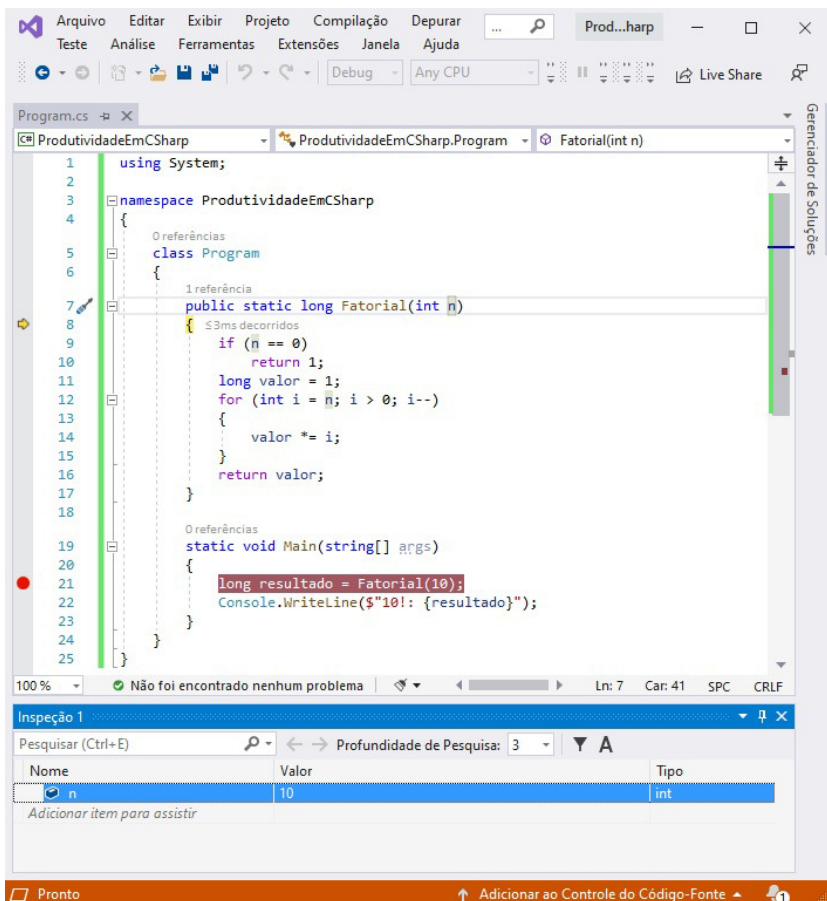 Arquivo Editar Exibir Projeto Compilação Depurar
Teste Análise Ferramentas Extensões Janela Ajuda
... Prod...harp
Debug Any CPU Live Share
Program.cs
Gerenciador de Soluções
C# ProdutividadeEmCSharp ProdutividadeEmCSharp.Program Fatorial(int n)
1 using System;
2
3 namespace ProdutividadeEmCSharp
4 {
0 referências
5 class Program
6 {
1 referência
7 public static long Fatorial(int n)
8 { ≤3ms decorridos
9 if (n == 0)
10 return 1;
11 long valor = 1;
12 for (int i = n; i > 0; i--)
13 {
14 valor *= i;
15 }
16 return valor;
17 }
18
0 referências
19 static void Main(string[] args)
20 {
21 long resultado = Fatorial(10);
22 Console.WriteLine($"10!: {resultado}");
23 }
24 }
25 }
100 % Não foi encontrado nenhum problema Ln: 7 Car: 41 SPC CRLF
Inspeção 1
Pesquisar (Ctrl+E) Profundidade de Pesquisa: 3 A
Nome Valor Tipo
n 10 int
Adicionar item para assistir
Pronto Adicionar ao Controle do Código-Fonte 1